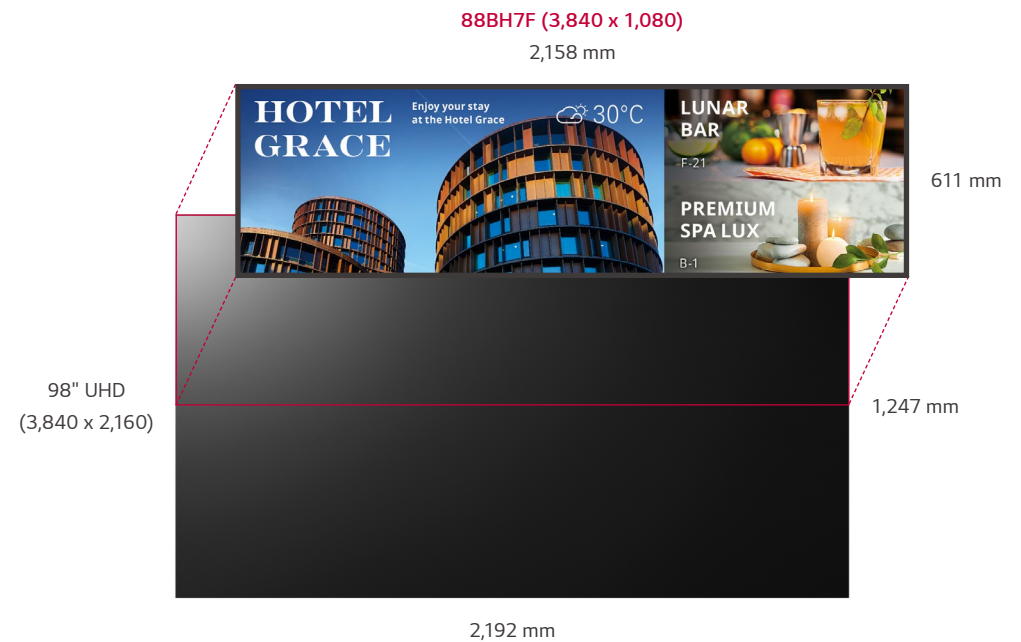 88BH7F (3,840 x 1,080)
2,158 mm
HOTEL
GRACE
Enjoy your stay
at the Hotel Grace
30°C
LUNAR
BAR
F-21
PREMIUM
SPA LUX
B-1
611 mm
98" UHD
(3,840 x 2,160)
1,247 mm
2,192 mm